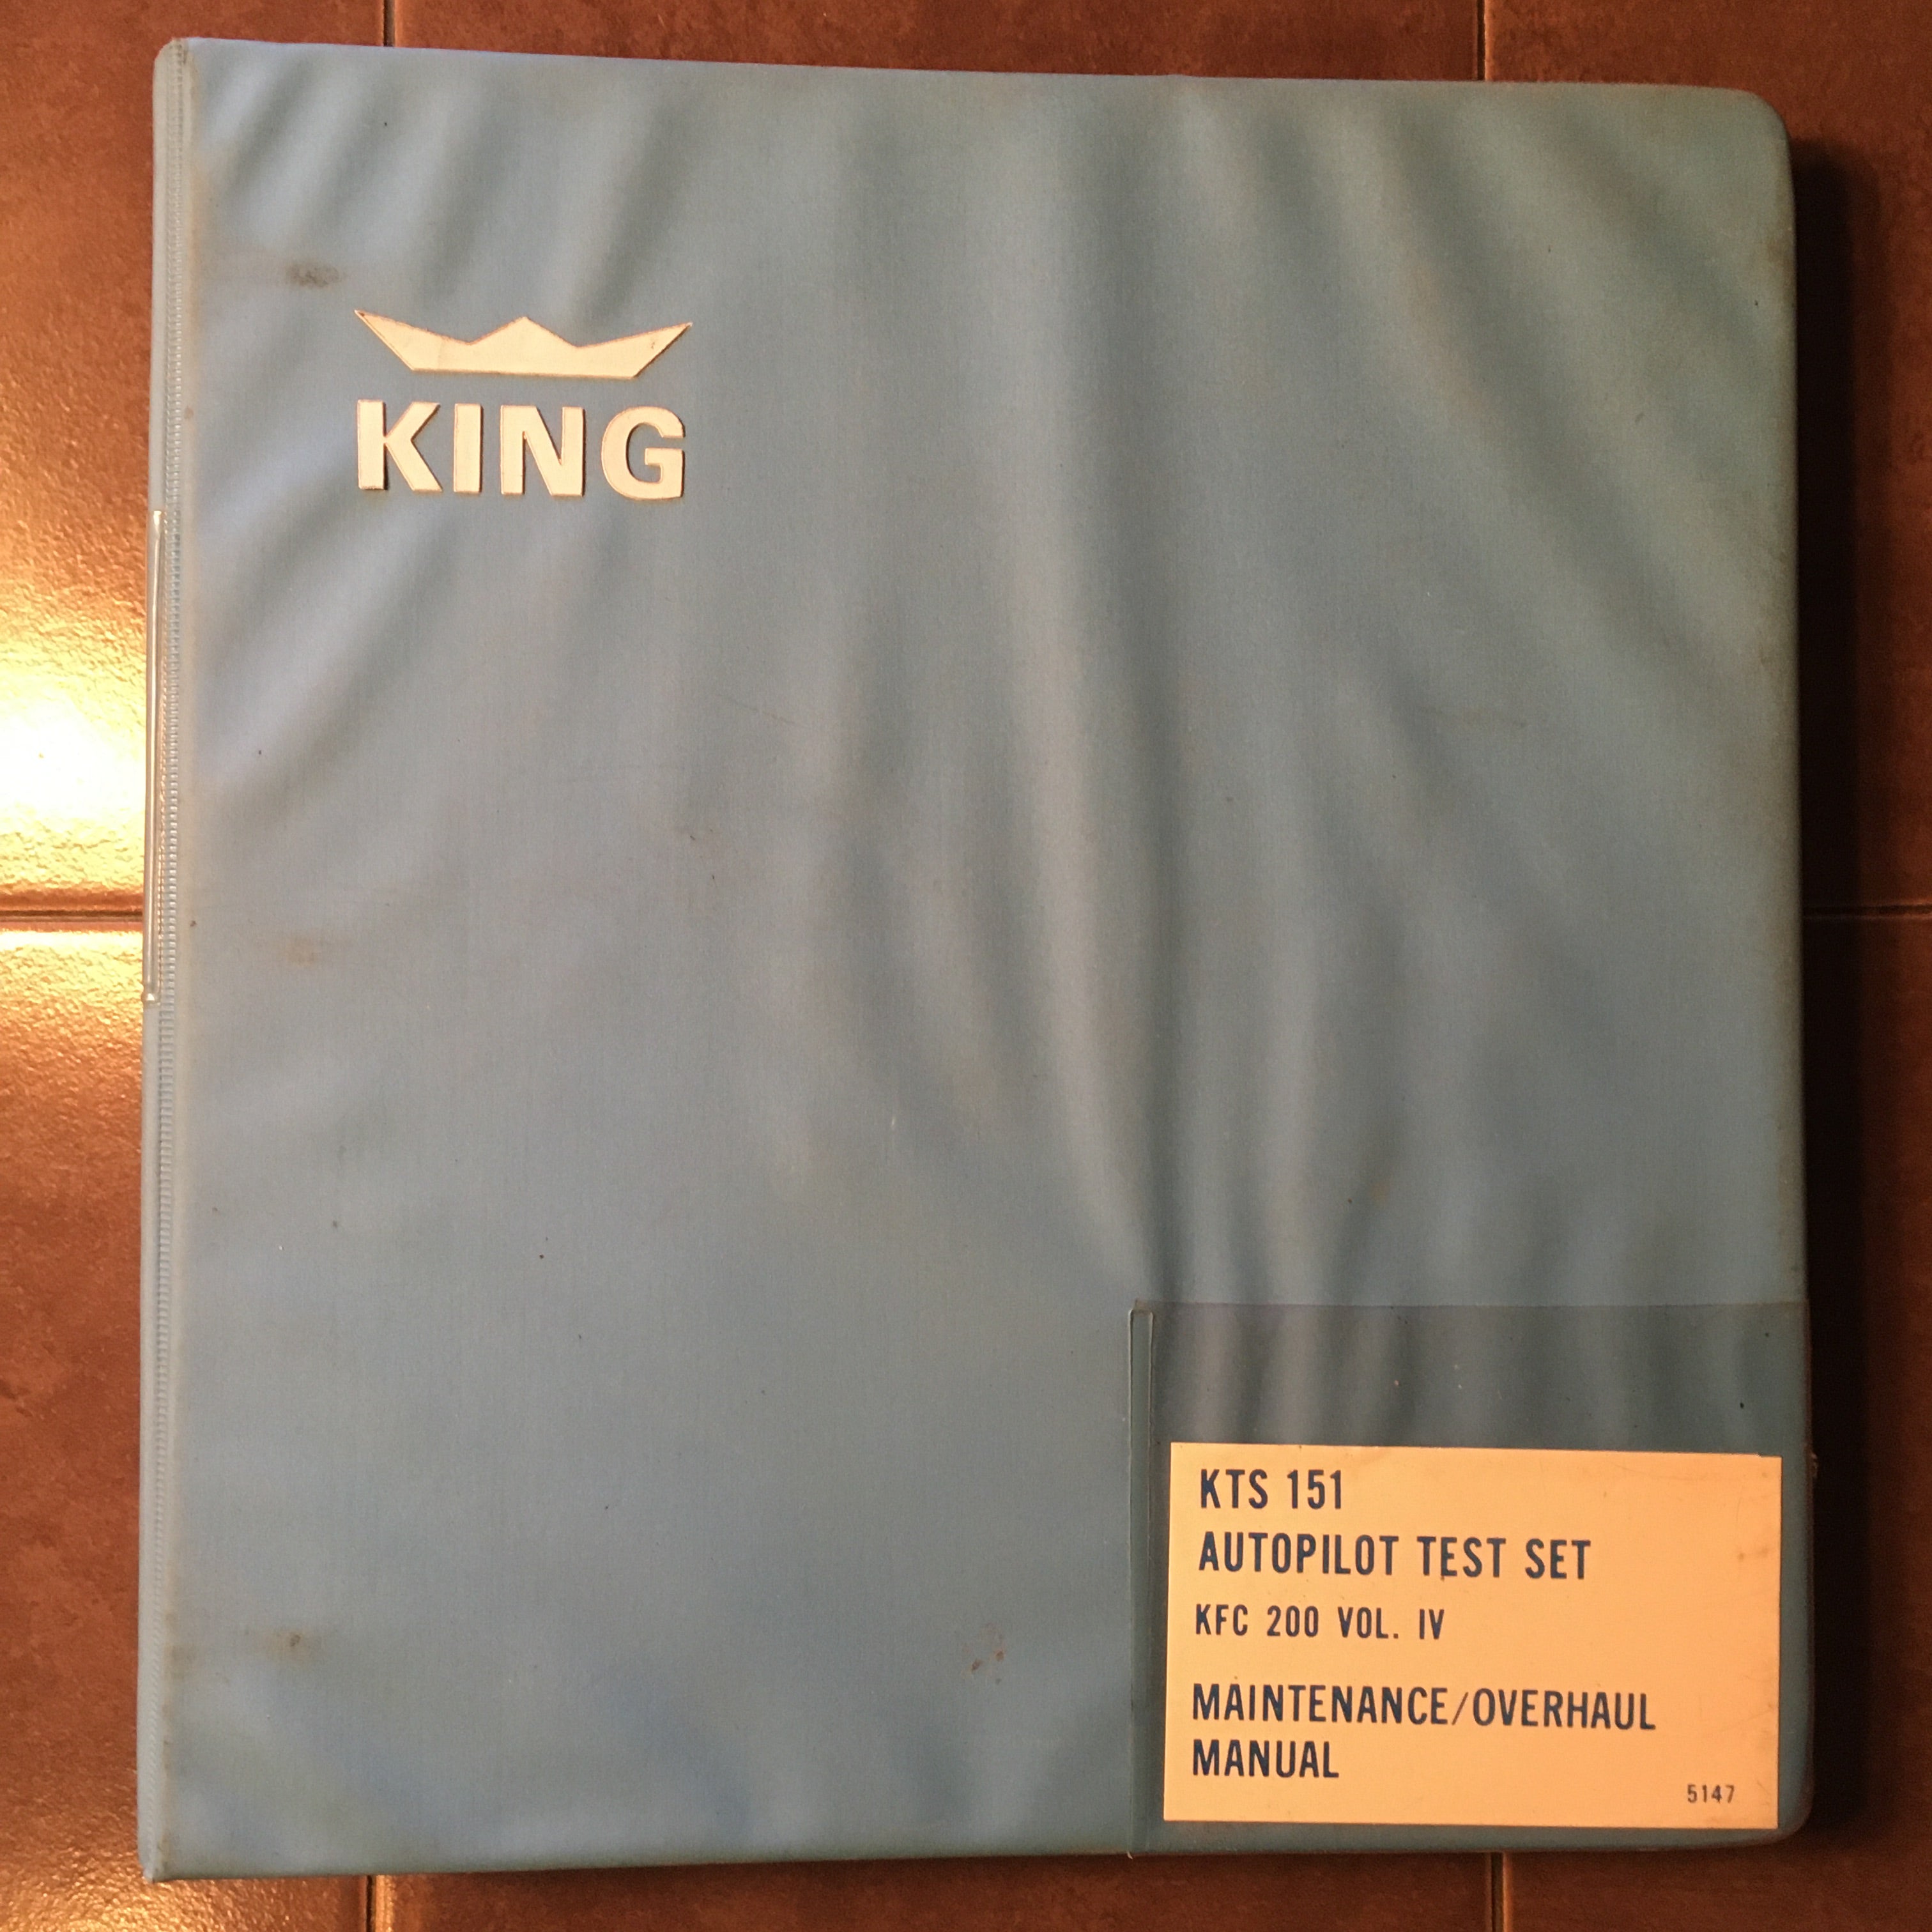 KING
KTS 151
AUTOPILOT TEST SET
KFC 200 VOL. IV
MAINTENANCE/OVERHAUL
MANUAL
5147